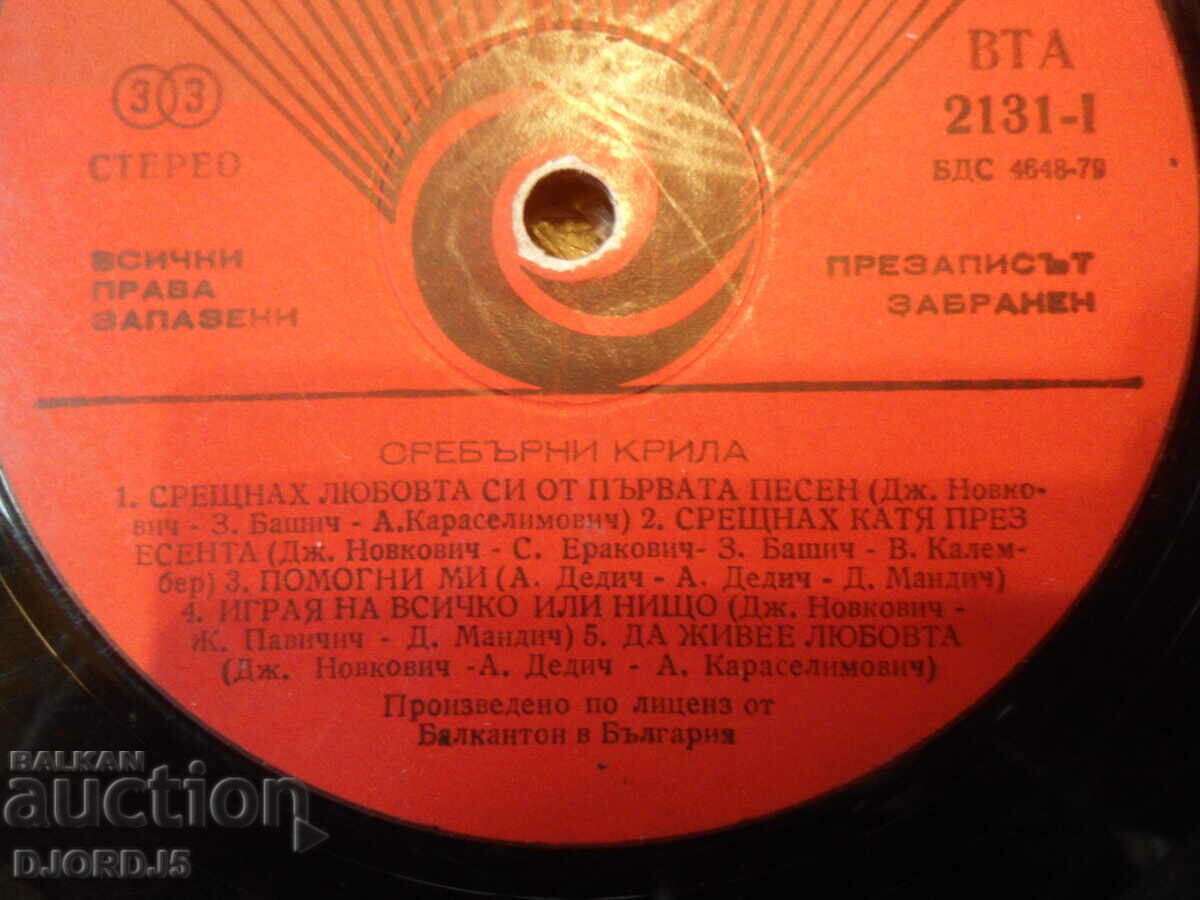 33
СТЕРЕО
ВТА
2131-I
БДС 4648-79
ВСИЧКИ
ПРАВА
ЗАПАЗЕНИ
ПРЕЗАПИСЪТ
ЗАБРАНЕН
СРЕБЪРНИ КРИЛА
1. СРЕЩНАХ ЛЮБОВТА СИ ОТ ПЪРВАТА ПЕСЕН (Дж. Новко-
вич - З. Башич - А.Караселимович) 2. СРЕЩНАХ КАТЯ ПРЕЗ
ЕСЕНТА (Дж. Новкович - С. Еракович- З. Башич - В. Калем-
бер) 3. ПОМОГНИ МИ (А. Дедич - А. Дедич - Д. Мандич)
4. ИГРАЯ НА ВСИЧКО ИЛИ НИЩО (Дж. Новкович -
Ж. Павичич - Д. Мандич) 5. ДА ЖИВЕЕ ЛЮБОВТА
(Дж. Новкович -А. Дедич - А. Караселимович)
Произведено по лиценз от
Балкантон в България
BALKAN
auction
DJORDJ5